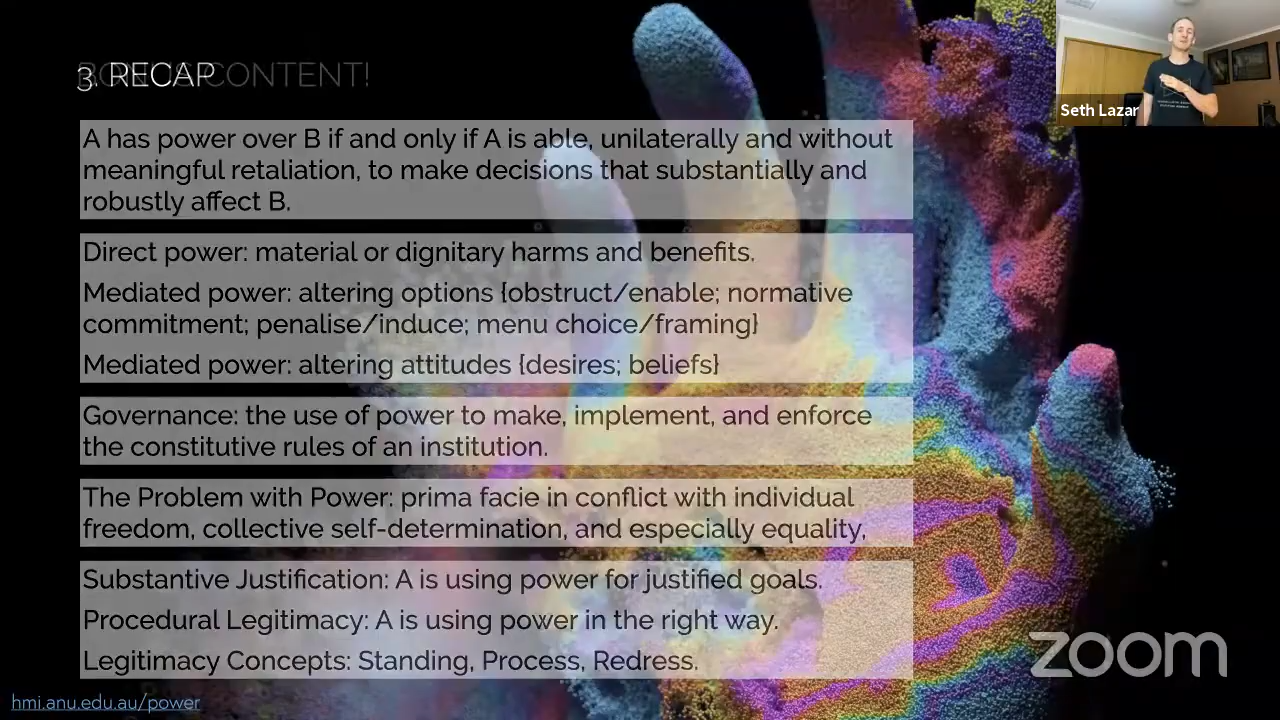 3. RECAP
BONUS CONTENT!
Seth Lazar
A has power over B if and only if A is able, unilaterally and without
meaningful retaliation, to make decisions that substantially and
robustly affect B.
Direct power: material or dignitary harms and benefits.
Mediated power: altering options {obstruct/enable; normative
commitment; penalise/induce; menu choice/framing}
Mediated power: altering attitudes {desires; beliefs}
Governance: the use of power to make, implement, and enforce
the constitutive rules of an institution.
The Problem with Power: prima facie in conflict with individual
freedom, collective self-determination, and especially equality,
Substantive Justification: A is using power for justified goals.
Procedural Legitimacy: A is using power in the right way.
Legitimacy Concepts: Standing, Process, Redress.
zoom
hmi.anu.edu.au/power